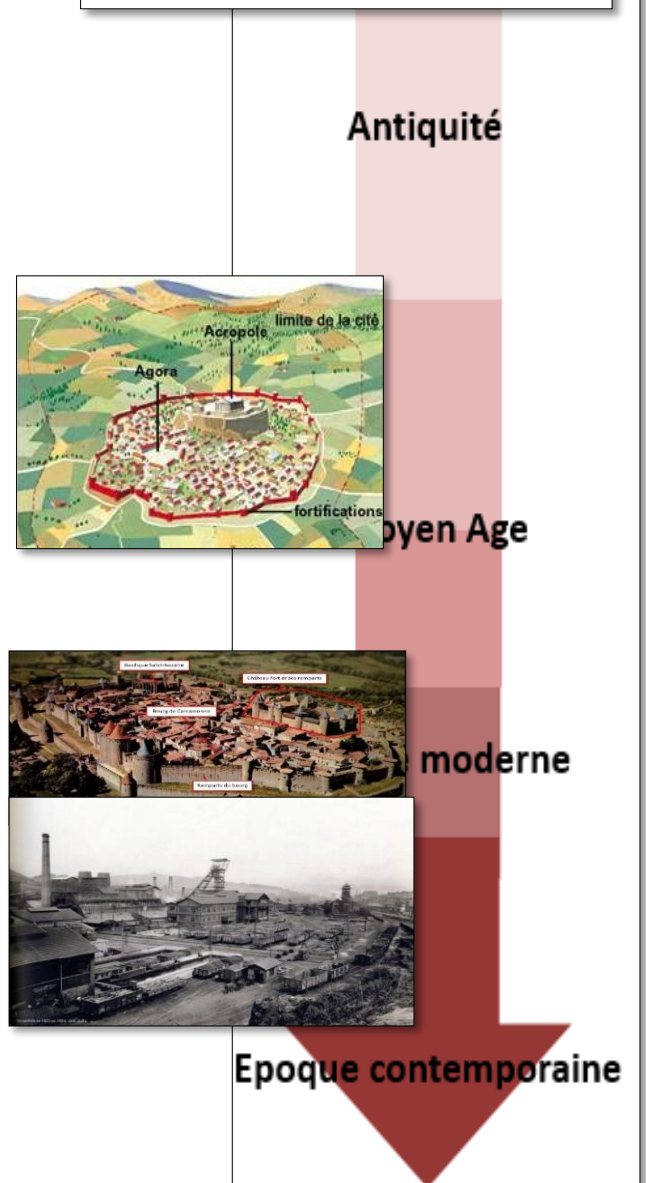 Antiquité
limite de la cité
Acropole
Agora
fortifications
oyen Age
Basilique Saint-Nazaire
Château Fort et ses remparts
Bourg de Carcassonne
moderne
Remparts du bourg
Epoque contemporaine